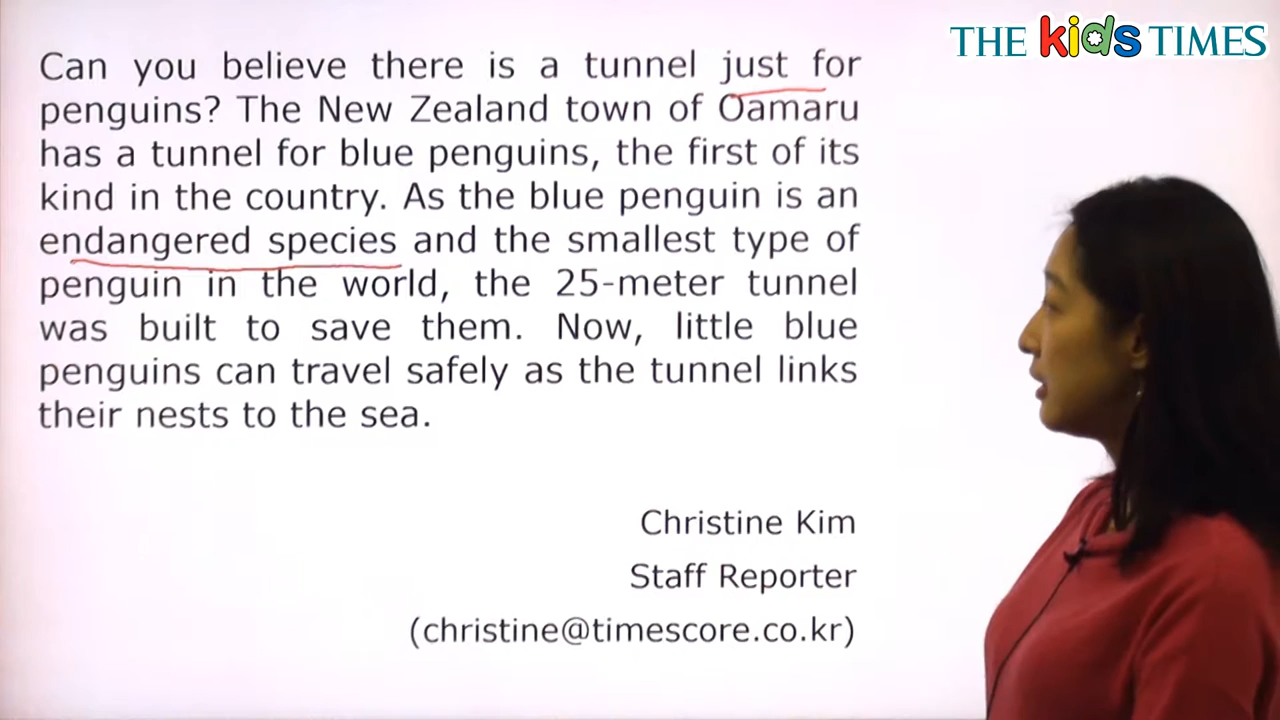 THE kids TIMES
Can you believe there is a tunnel just for
penguins? The New Zealand town of Oamaru
has a tunnel for blue penguins, the first of its
kind in the country. As the blue penguin is an
endangered species and the smallest type of
penguin in the world, the 25-meter tunnel
was built to save them. Now, little blue
penguins can travel safely as the tunnel links
their nests to the sea.
Christine Kim
Staff Reporter
(christine@timescore.co.kr)